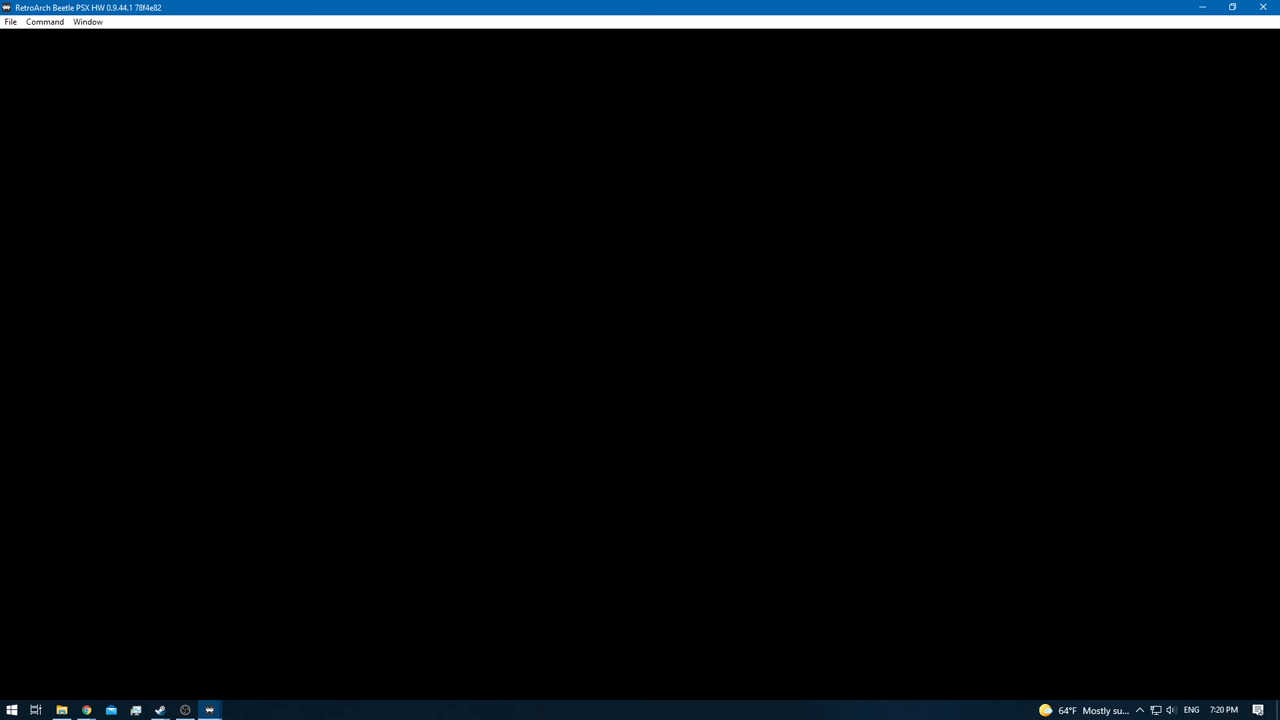 RetroArch Beetle PSX HW 0.9.44.1 78f4e82
File Command Window
64°F Mostly su... ENG 7:20 PM